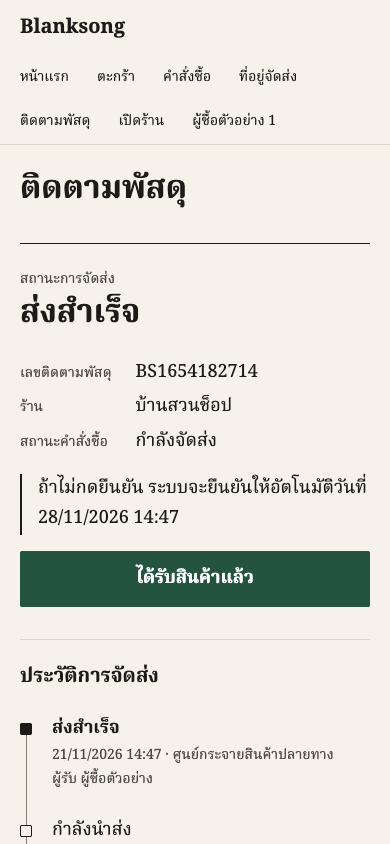 Blanksong
หน้าแรก ตะกร้า คำสั่งซื้อ ที่อยู่จัดส่ง
ติดตามพัสดุ เปิดร้าน ผู้ซื้อตัวอย่าง 1
ติดตามพัสดุ
สถานะการจัดส่ง
ส่งสำเร็จ
เลขติดตามพัสดุ BS1654182714
ร้าน บ้านสวนช็อป
สถานะคำสั่งซื้อ กำลังจัดส่ง
ถ้าไม่กดยืนยัน ระบบจะยืนยันให้อัตโนมัติวันที่
28/11/2026 14:47
ได้รับสินค้าแล้ว
ประวัติการจัดส่ง
ส่งสำเร็จ
21/11/2026 14:47 · ศูนย์กระจายสินค้าปลายทาง
ผู้รับ ผู้ซื้อตัวอย่าง
กำลังนำส่ง